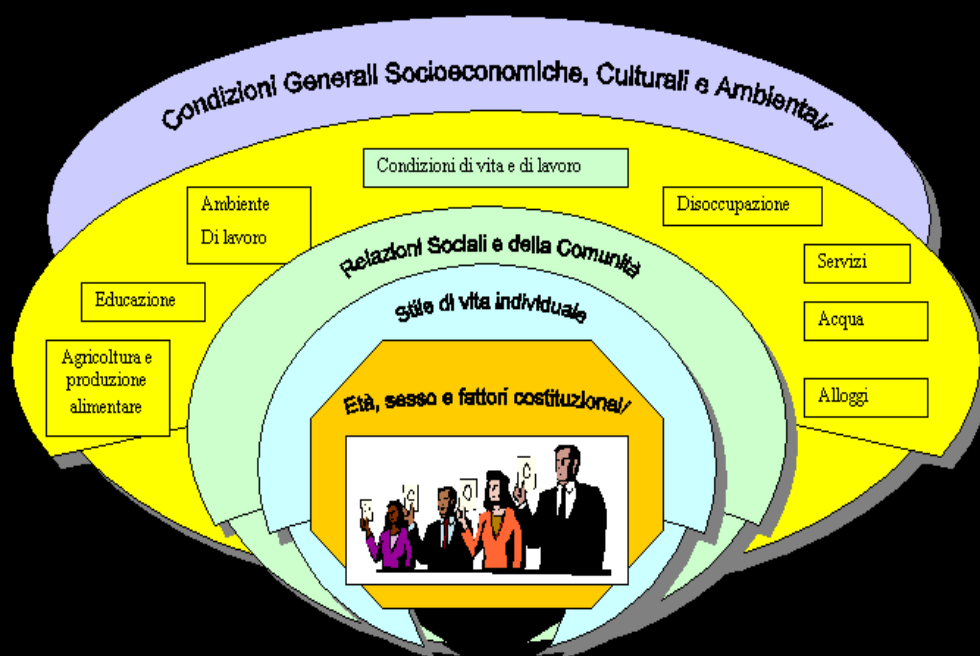 Condizioni Generali Socioeconomiche, Culturali e Ambientali
Condizioni di vita e di lavoro
Ambiente
Di lavoro
Disoccupazione
Relazioni Sociali e della Comunità
Servizi
Educazione
Stile di vita individuale
Acqua
Agricoltura e
produzione
alimentare
Alloggi
Età, sesso e fattori costituzionali
C
O
C